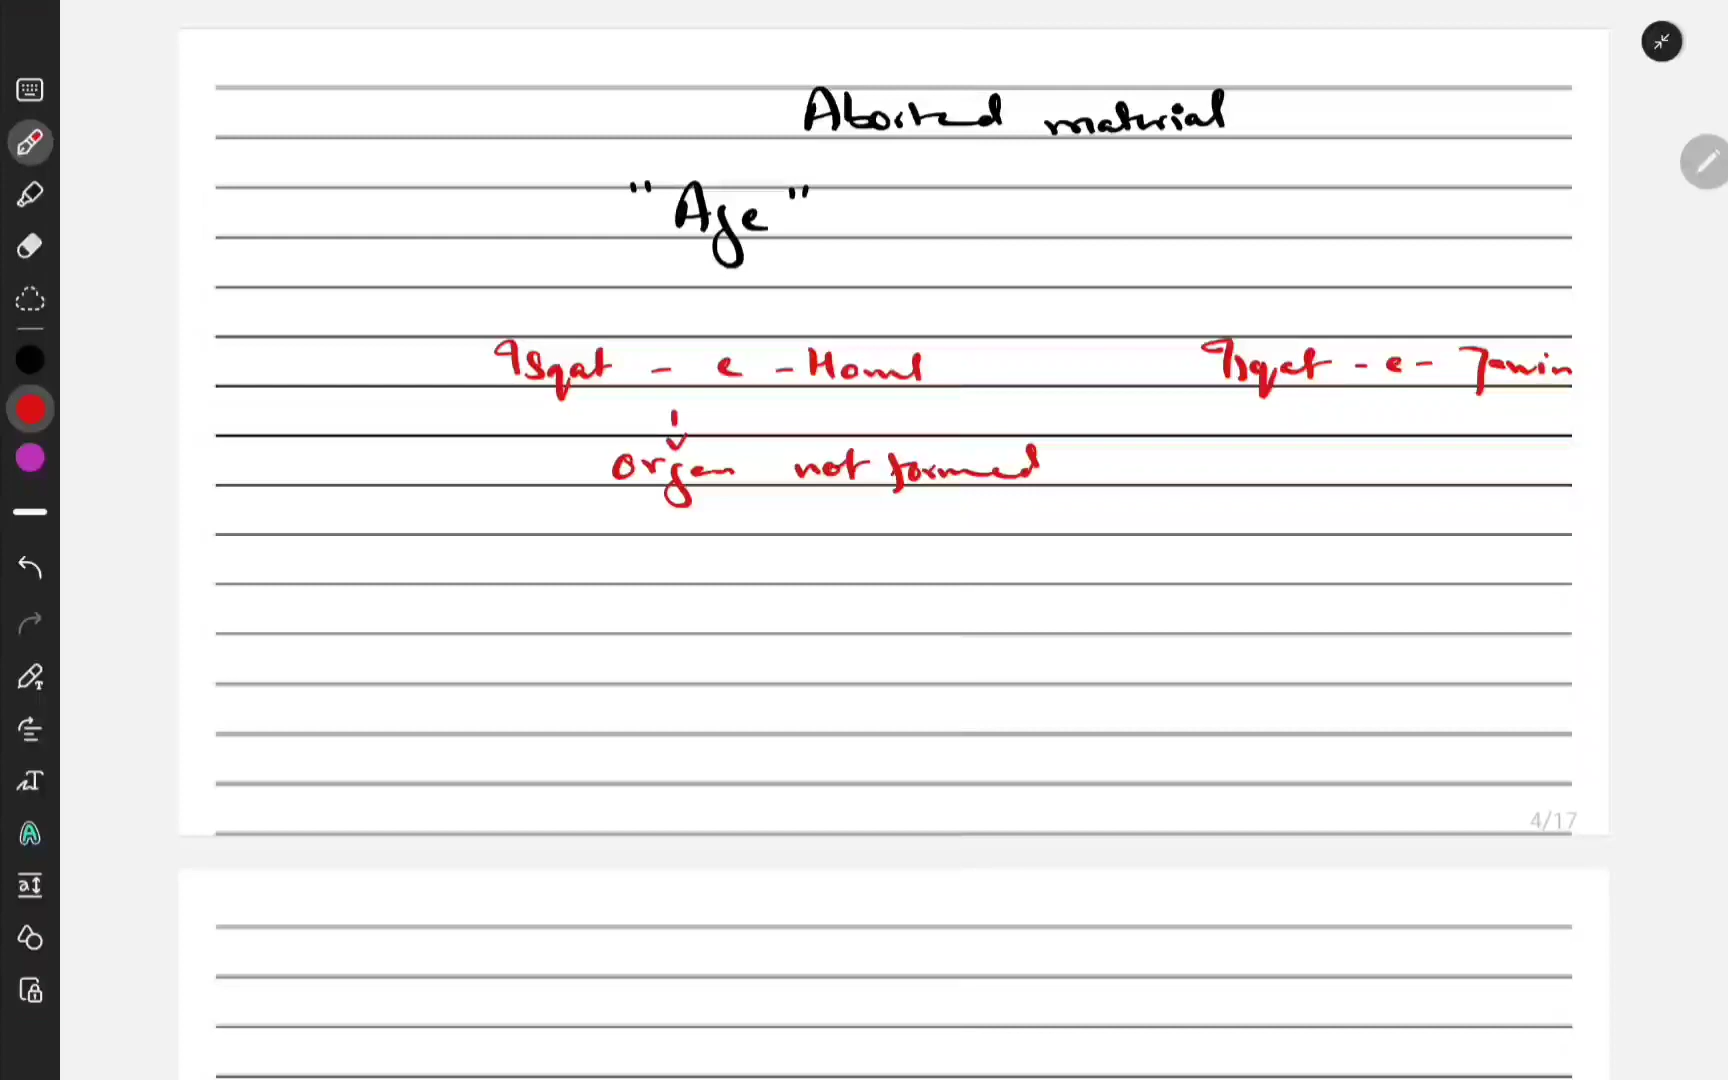 Aborted material
"Age"
Isqat - e - Haml Isqat - e - Janin
organ not formed
4/17